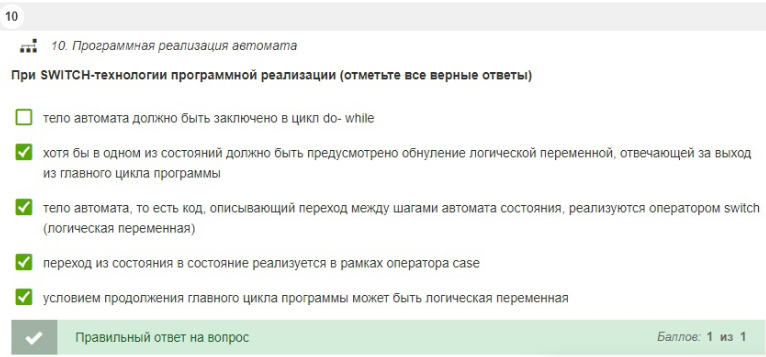 10
10. Программная реализация автомата
При SWITCH-технологии программной реализации (отметьте все верные ответы)
тело автомата должно быть заключено в цикл do- while
хотя бы в одном из состояний должно быть предусмотрено обнуление логической переменной, отвечающей за выход
из главного цикла программы
тело автомата, то есть код, описывающий переход между шагами автомата состояния, реализуются оператором switch
(логическая переменная)
переход из состояния в состояние реализуется в рамках оператора case
условием продолжения главного цикла программы может быть логическая переменная
Правильный ответ на вопрос Баллов: 1 из 1